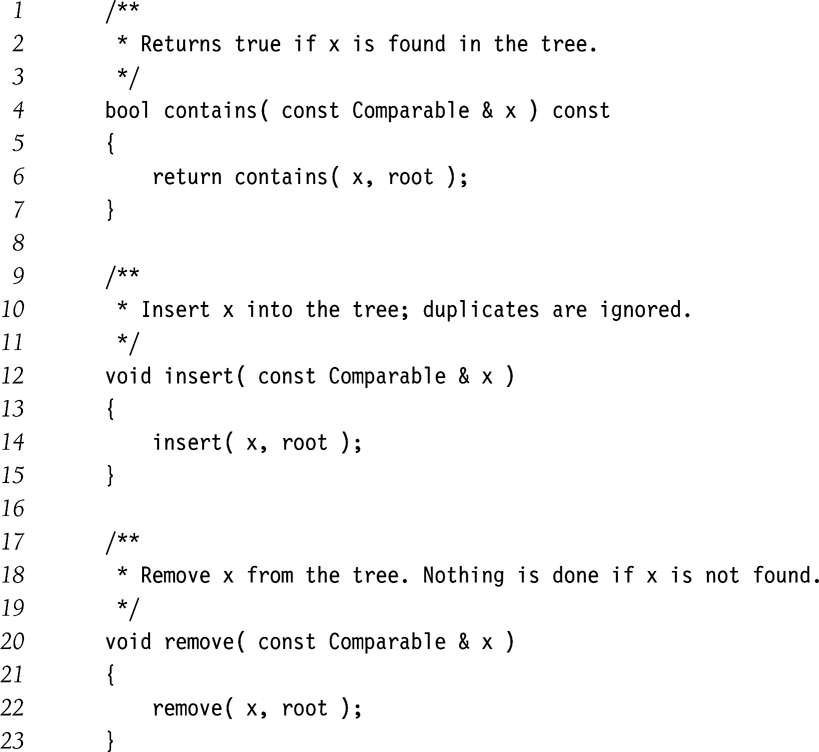 1 /**
2 * Returns true if x is found in the tree.
3 */
4 bool contains( const Comparable & x ) const
5 {
6 return contains( x, root );
7 }
8
9 /**
10 * Insert x into the tree; duplicates are ignored.
11 */
12 void insert( const Comparable & x )
13 {
14 insert( x, root );
15 }
16
17 /**
18 * Remove x from the tree. Nothing is done if x is not found.
19 */
20 void remove( const Comparable & x )
21 {
22 remove( x, root );
23 }